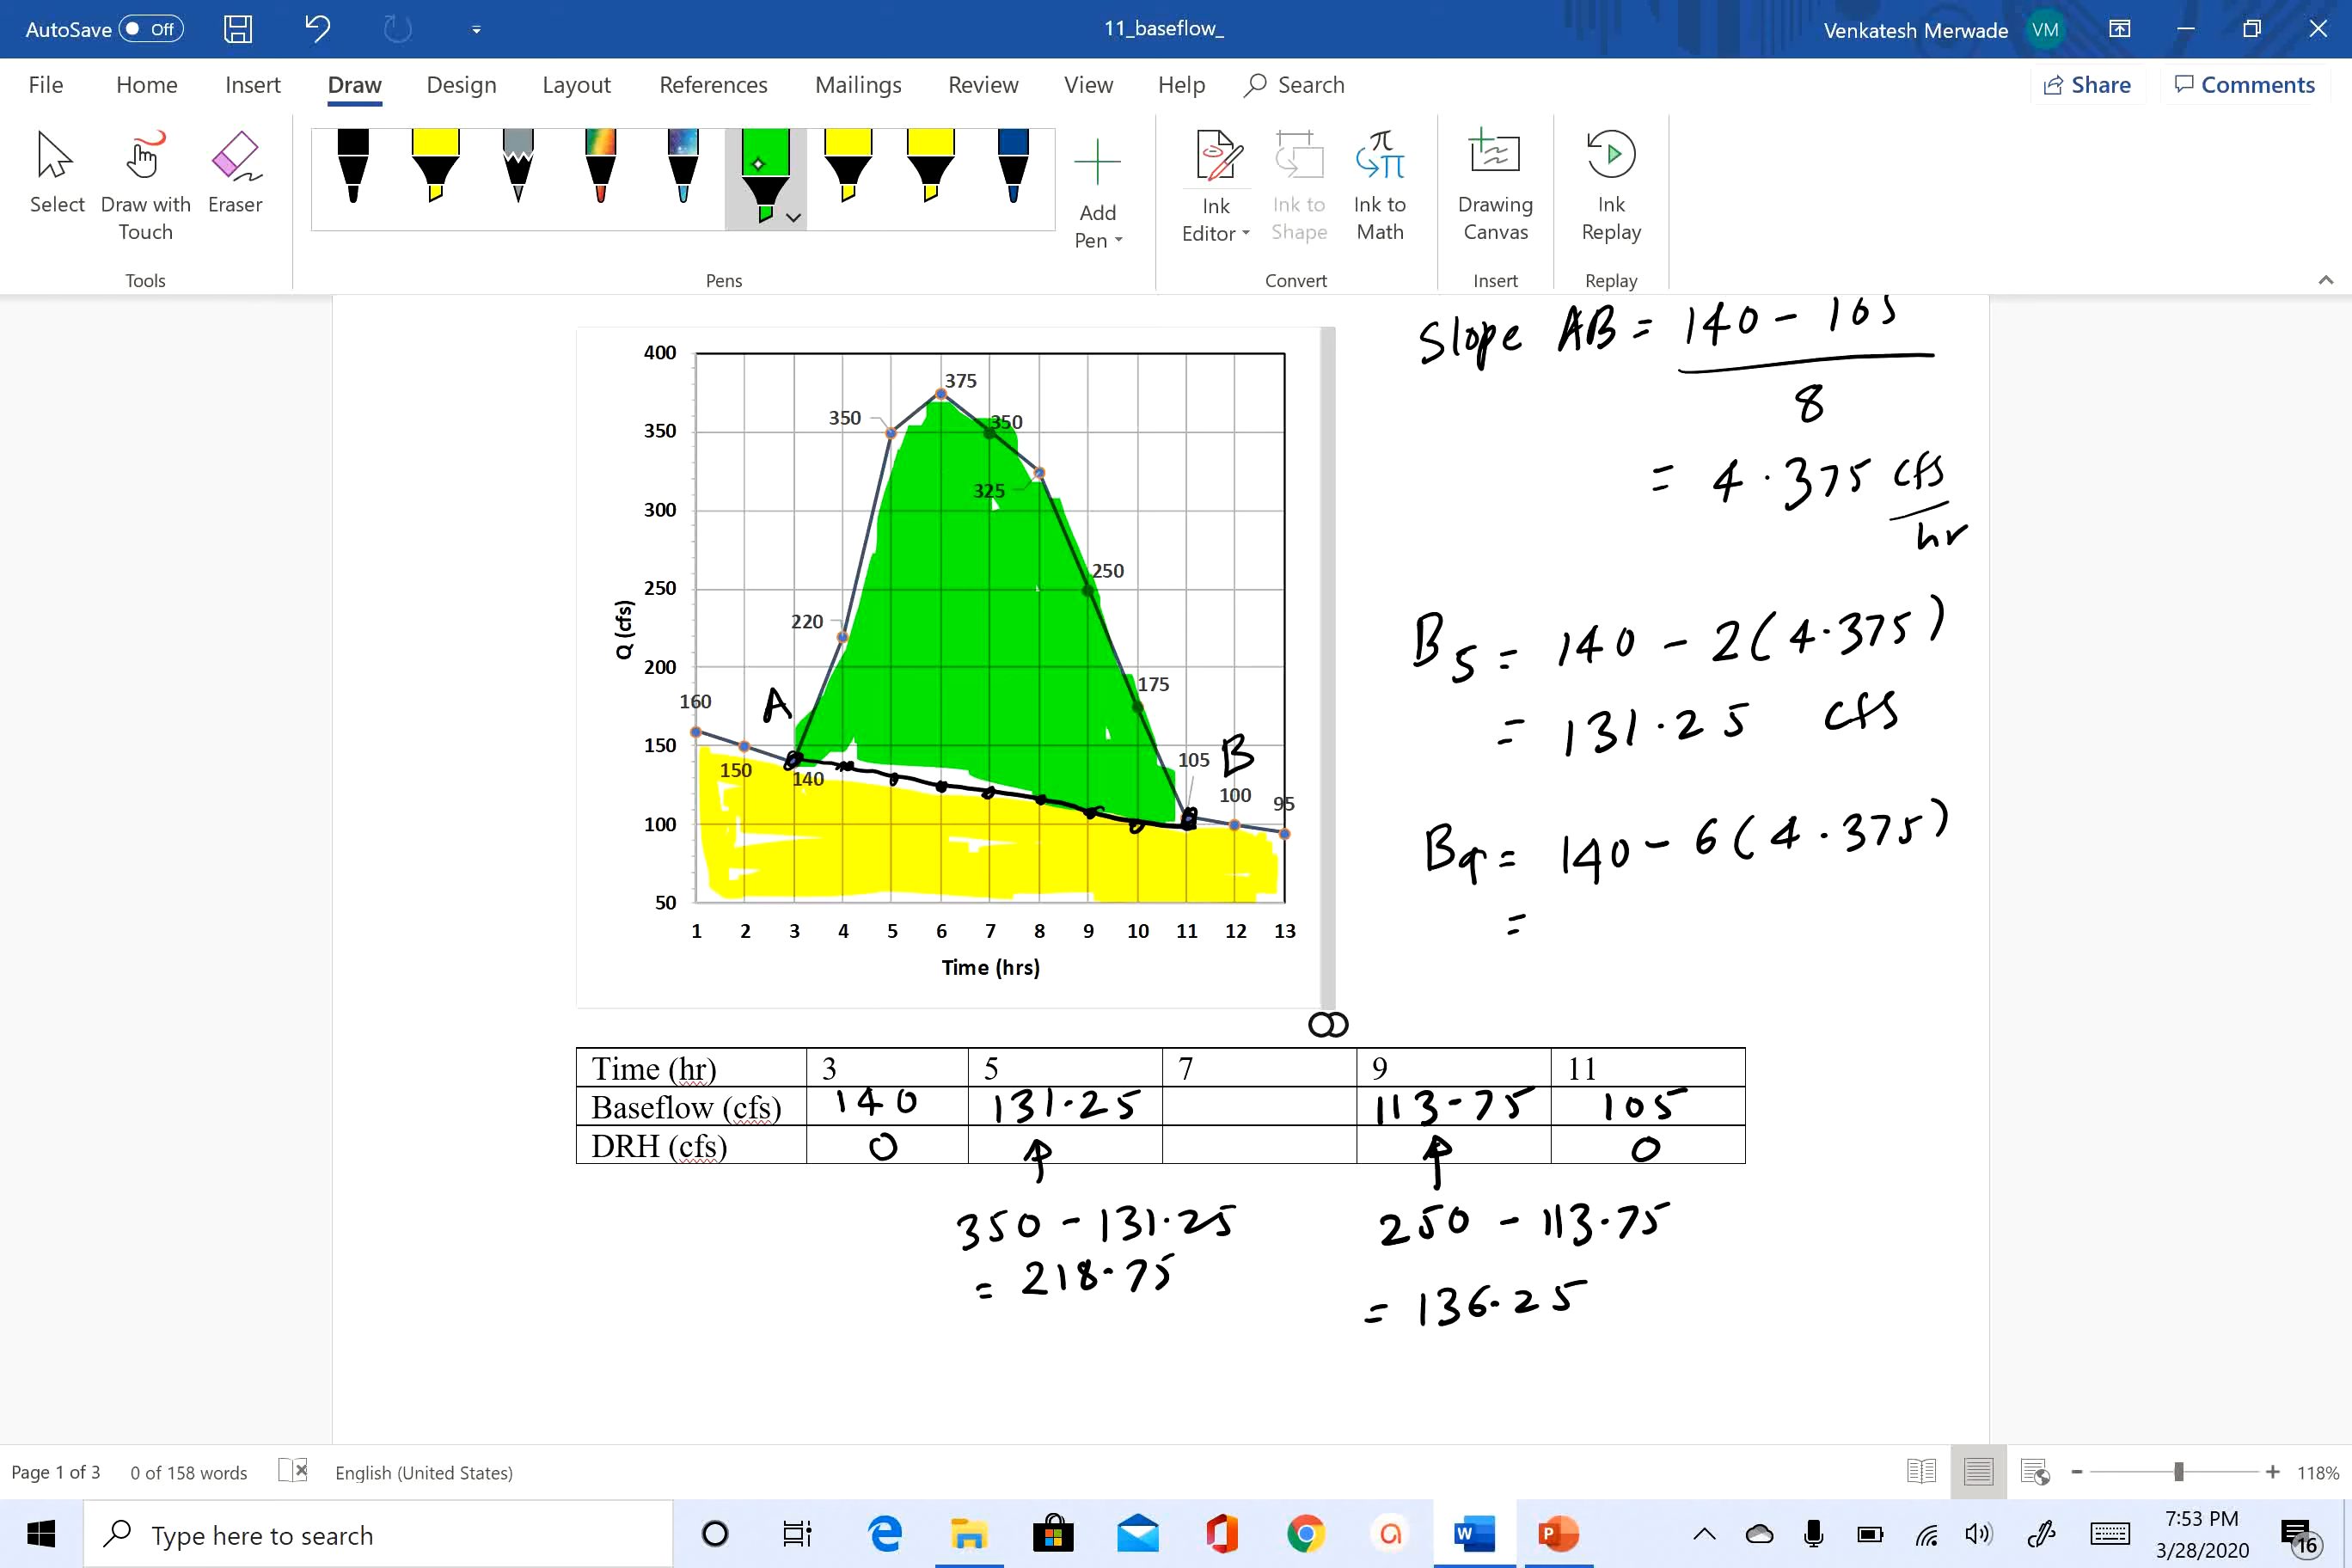 AutoSave Off 11_baseflow_ Venkatesh Merwade VM
File Home Insert Draw Design Layout References Mailings Review View Help Search Share Comments
Select Draw with Touch Eraser
Add Pen
Ink Editor Ink to Shape Ink to Math
Drawing Canvas
Ink Replay
Tools Pens Convert Insert Replay
Slope AB = 140 - 105
8
= 4.375 cfs
hr
B5 = 140 - 2(4.375)
= 131.25 cfs
B9 = 140 - 6(4.375)
=
400
350
300
250
200
150
100
50
Q (cfs)
375
350
350
325
250
220
175
A
160
150
140
105
B
100
95
1 2 3 4 5 6 7 8 9 10 11 12 13
Time (hrs)
Time (hr) 3 5 7 9 11
Baseflow (cfs) 140 131.25 113.75 105
DRH (cfs) 0 0
350 - 131.25
= 218.75
250 - 113.75
= 136.25
Page 1 of 3 0 of 158 words English (United States) 118%
Type here to search
7:53 PM
3/28/2020
16